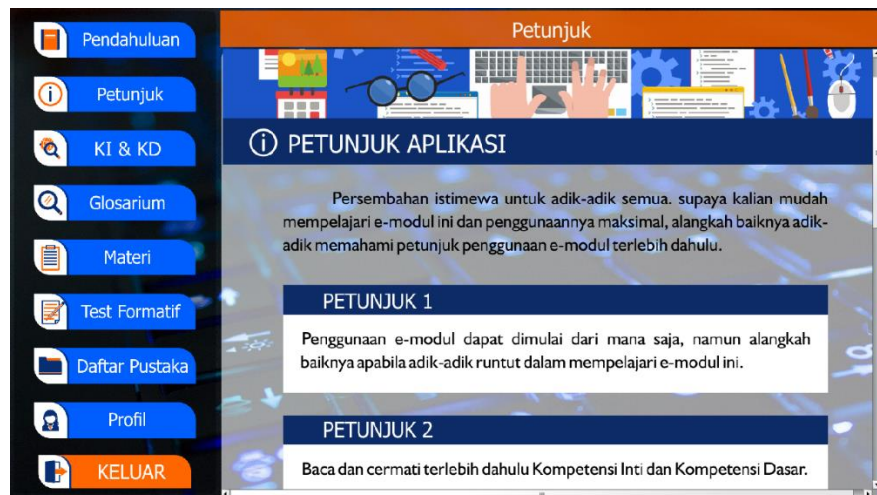 Pendahuluan
Petunjuk
KI & KD
Glosarium
Materi
Test Formatif
Daftar Pustaka
Profil
KELUAR
Petunjuk
PETUNJUK APLIKASI
Persembahan istimewa untuk adik-adik semua. supaya kalian mudah
mempelajari e-modul ini dan penggunaannya maksimal, alangkah baiknya adik-
adik memahami petunjuk penggunaan e-modul terlebih dahulu.
PETUNJUK 1
Penggunaan e-modul dapat dimulai dari mana saja, namun alangkah
baiknya apabila adik-adik runtut dalam mempelajari e-modul ini.
PETUNJUK 2
Baca dan cermati terlebih dahulu Kompetensi Inti dan Kompetensi Dasar.